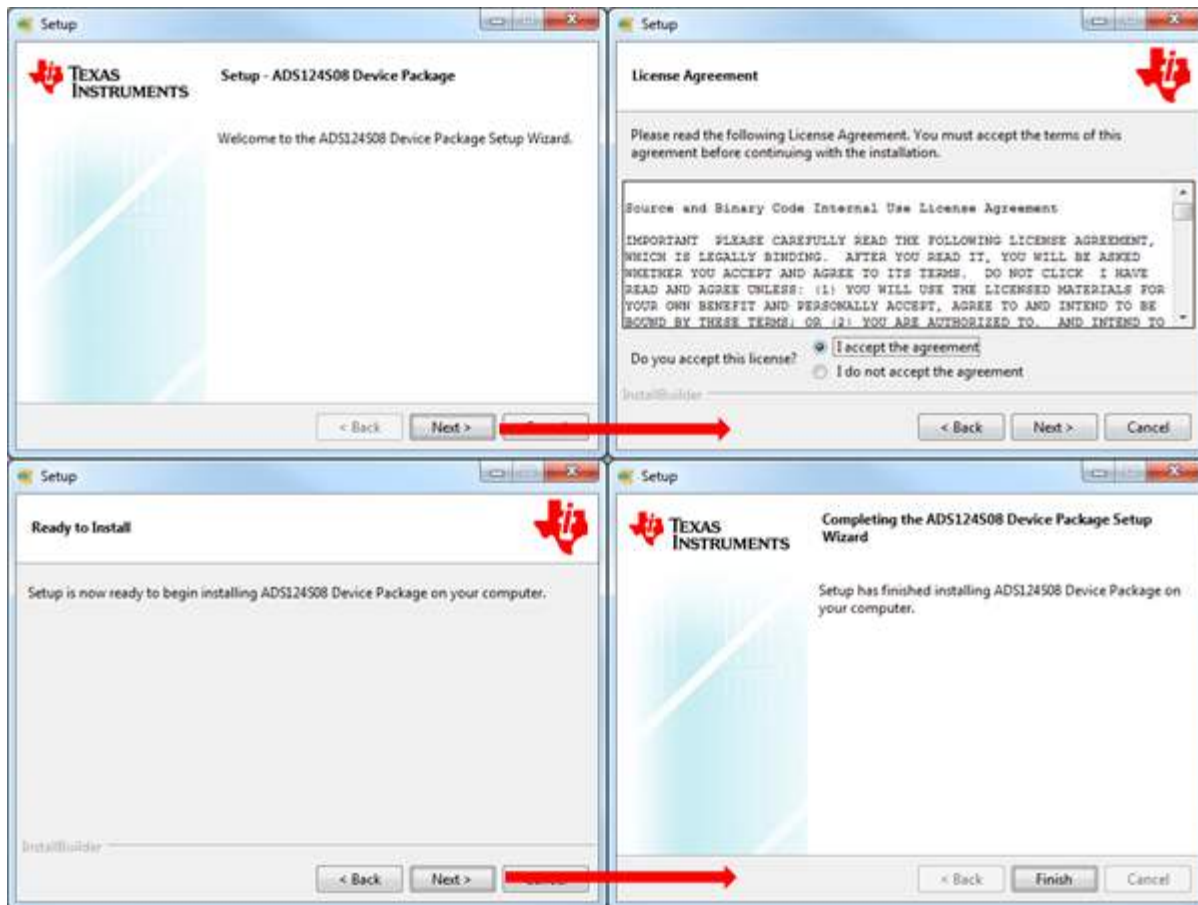 Setup
TEXAS
INSTRUMENTS
Setup - ADS124S08 Device Package
Welcome to the ADS124S08 Device Package Setup Wizard.
< Back
Next >
Setup
License Agreement
Please read the following License Agreement. You must accept the terms of this
agreement before continuing with the installation.
Source and Binary Code Internal Use License Agreement
IMPORTANT PLEASE CAREFULLY READ THE FOLLOWING LICENSE AGREEMENT,
WHICH IS LEGALLY BINDING. AFTER YOU READ IT, YOU WILL BE ASKED
WHETHER YOU ACCEPT AND AGREE TO ITS TERMS. DO NOT CLICK I HAVE
READ AND AGREE UNLESS: (1) YOU WILL USE THE LICENSED MATERIALS FOR
YOUR OWN BENEFIT AND PERSONALLY ACCEPT, AGREE TO AND INTEND TO BE
BOUND BY THESE TERMS; OR (2) YOU ARE AUTHORIZED TO, AND INTEND TO
Do you accept this license?
I accept the agreement
I do not accept the agreement
InstallBuilder
< Back
Next >
Cancel
Setup
Ready to Install
Setup is now ready to begin installing ADS124S08 Device Package on your computer.
InstallBuilder
< Back
Next >
Setup
TEXAS
INSTRUMENTS
Completing the ADS124S08 Device Package Setup
Wizard
Setup has finished installing ADS124S08 Device Package on
your computer.
< Back
Finish
Cancel